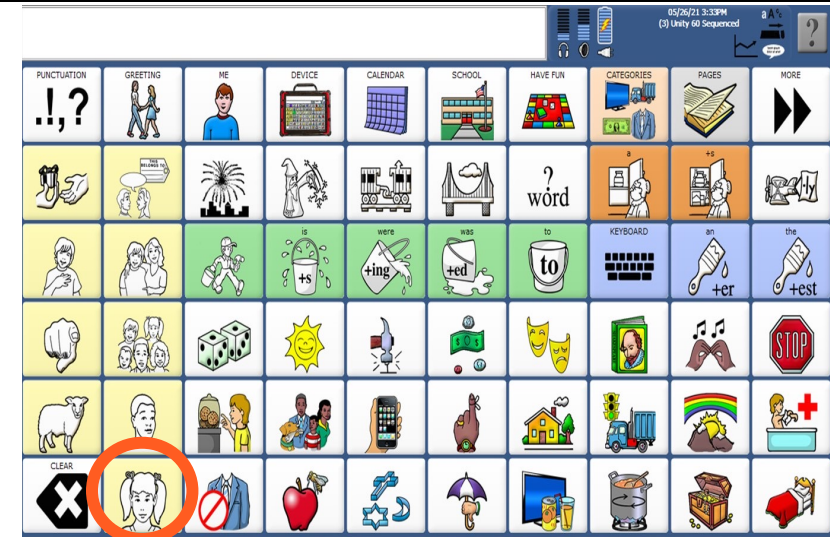 05/26/21 3:33PM
a A %
(3) Unity 60 Sequenced
?
PUNCTUATION
GREETING
ME
DEVICE
CALENDAR
SCHOOL
HAVE FUN
CATEGORIES
PAGES
MORE
.!,?
THIS
BELONGS TO
?
word
a
+s
-ly
is
were
was
to
KEYBOARD
an
the
+s
+ing
+ed
to
+er
+est
STOP
CLEAR